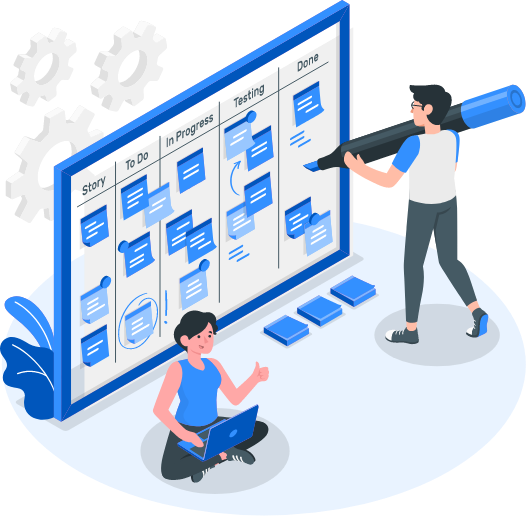 Story
To Do
In Progress
Testing
Done